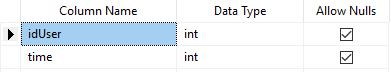 Column Name Data Type Allow Nulls
idUser int
time int